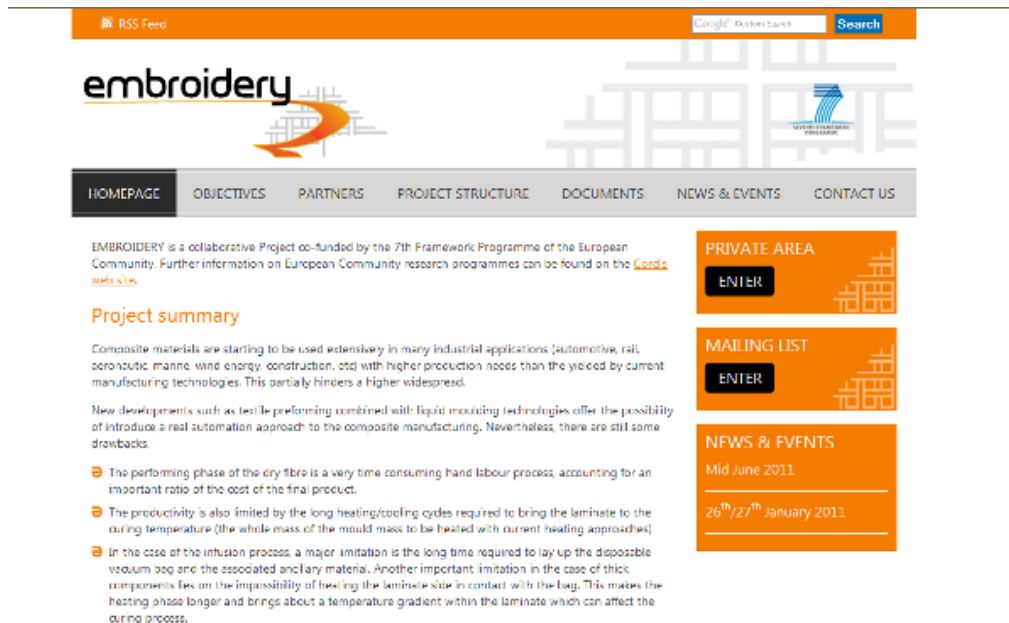 RSS Feed
Google Custom Search
Search
embroidery
7
SEVENTH FRAMEWORK
PROGRAMME
HOMEPAGE OBJECTIVES PARTNERS PROJECT STRUCTURE DOCUMENTS NEWS & EVENTS CONTACT US
EMBROIDERY is a collaborative Project co-funded by the 7th Framework Programme of the European
Community. Further information on European Community research programmes can be found on the Cordis
web site.
Project summary
Composite materials are starting to be used extensively in many industrial applications (automotive, rail,
aeronautic, marine, wind energy, construction, etc) with higher production needs than the yielded by current
manufacturing technologies. This partially hinders a higher widespread.
New developments such as textile preforming combined with liquid moulding technologies offer the possibility
of introduce a real automation approach to the composite manufacturing. Nevertheless, there are still some
drawbacks.
The performing phase of the dry fibre is a very time consuming hand labour process, accounting for an
important ratio of the cost of the final product.
The productivity is also limited by the long heating/cooling cycles required to bring the laminate to the
curing temperature (the whole mass of the mould mass to be heated with current heating approaches)
In the case of the infusion process, a major limitation is the long time required to lay up the disposable
vacuum bag and the associated ancillary material. Another important limitation in the case of thick
components lies on the impossibility of heating the laminate side in contact with the bag. This makes the
heating phase longer and brings about a temperature gradient within the laminate which can affect the
curing process.
PRIVATE AREA
ENTER
MAILING LIST
ENTER
NEWS & EVENTS
Mid June 2011
26th/27th January 2011